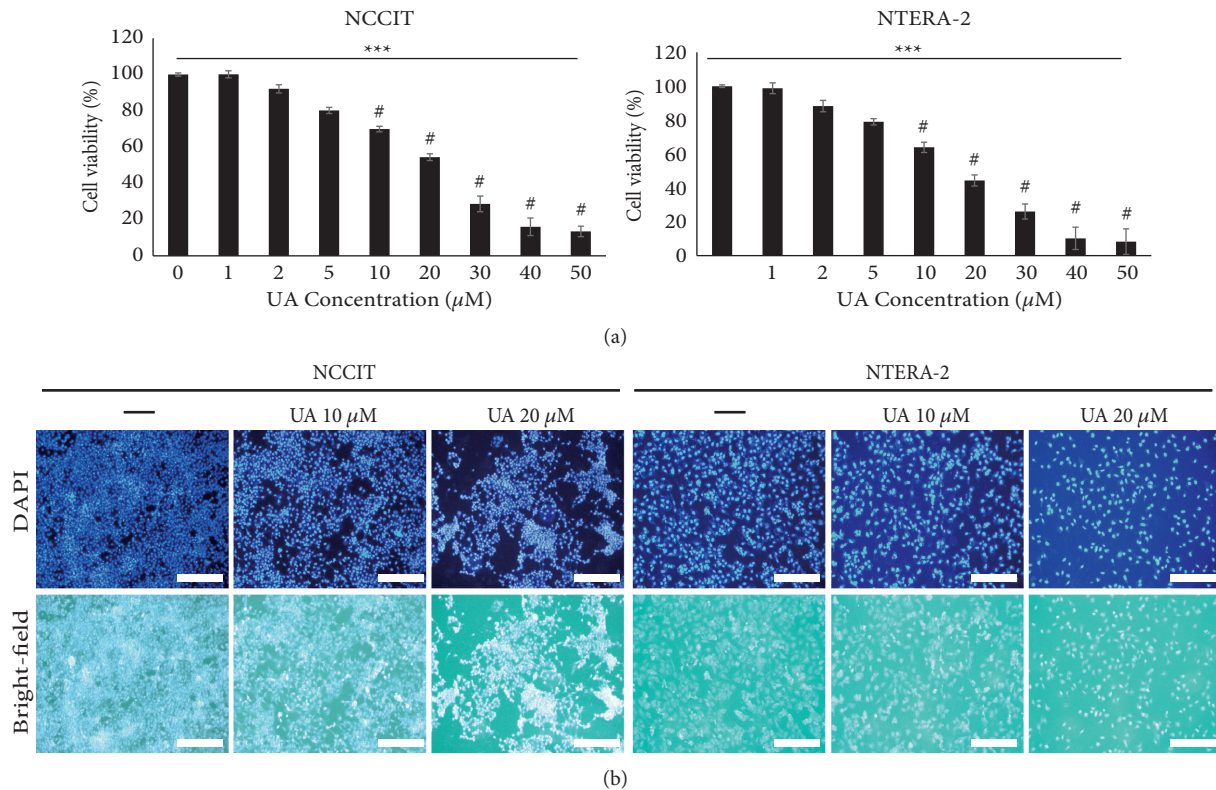 NCCIT
120
***
100
80
60
40
20
0
Cell viability (%)
#
#
#
#
#
0 1 2 5 10 20 30 40 50
UA Concentration (μM)
NTERA-2
120
***
100
80
60
40
20
0
Cell viability (%)
#
#
#
#
#
1 2 5 10 20 30 40 50
UA Concentration (μM)
(a)
NCCIT NTERA-2
— UA 10 μM UA 20 μM — UA 10 μM UA 20 μM
DAPI
Bright-field
(b)